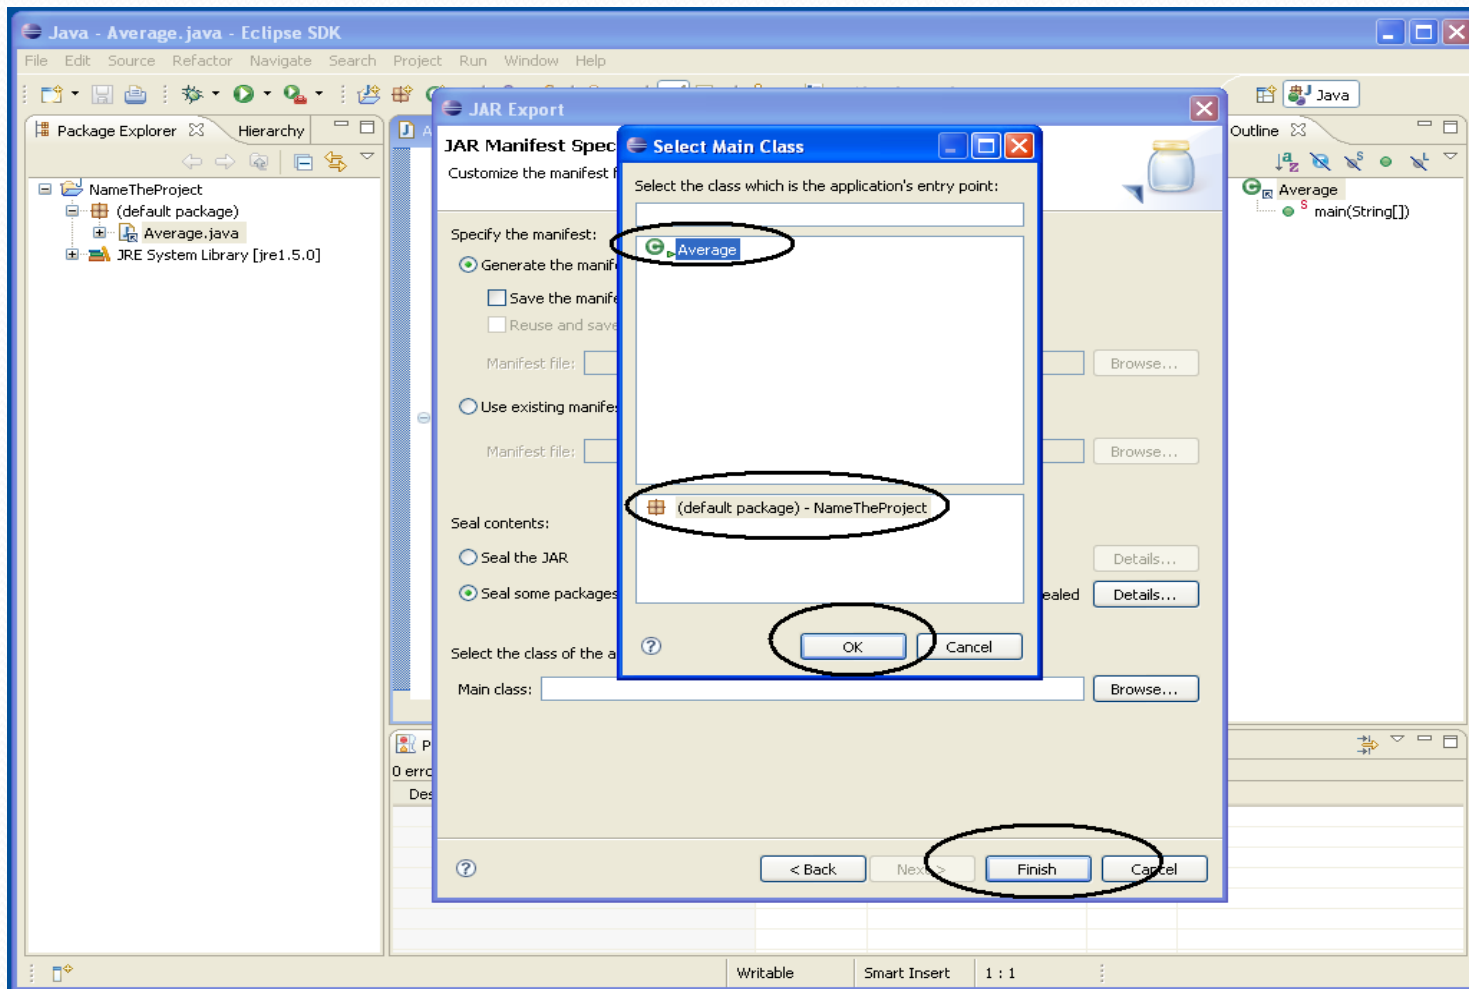 Java - Average.java - Eclipse SDK
File Edit Source Refactor Navigate Search Project Run Window Help
Java
Package Explorer Hierarchy
NameTheProject
(default package)
Average.java
JRE System Library [jre1.5.0]
JAR Export
JAR Manifest Spec
Customize the manifest f
Specify the manifest:
Generate the manif
Save the manife
Reuse and save
Manifest file: Browse...
Use existing manife
Manifest file: Browse...
Seal contents:
Seal the JAR Details...
Seal some packages ealed Details...
Select the class of the a
Main class: Browse...
< Back Next > Finish Cancel
Select Main Class
Select the class which is the application's entry point:
Average
(default package) - NameTheProject
OK Cancel
Outline
Average
main(String[])
P
0 erro
Des
Writable Smart Insert 1 : 1